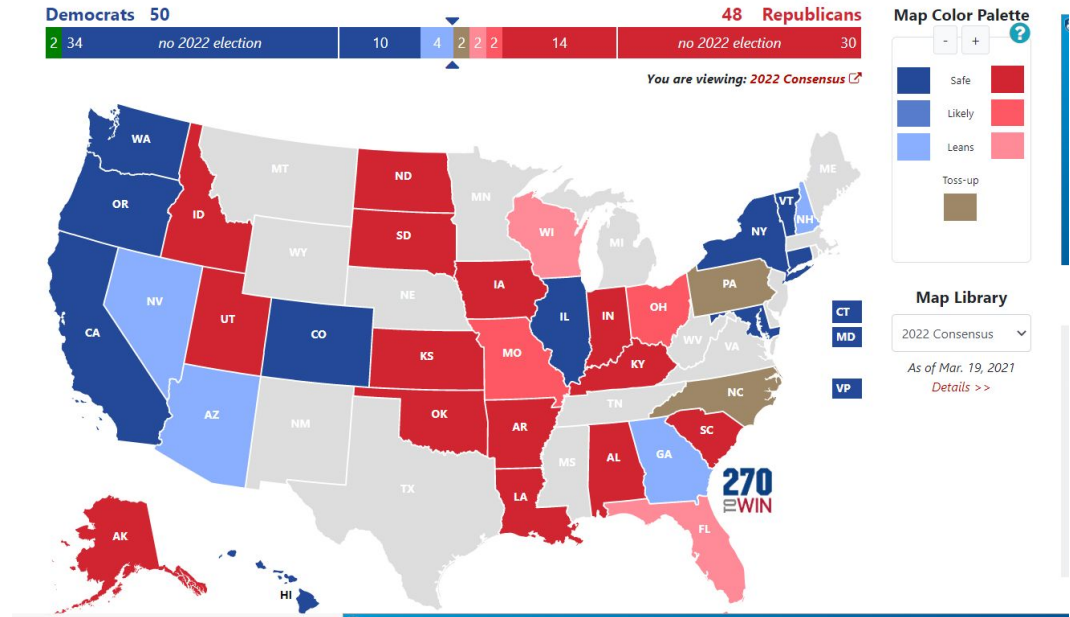 Democrats 50
48 Republicans
2 34 no 2022 election 10 4 2 2 2 14 no 2022 election 30
You are viewing: 2022 Consensus
Map Color Palette
- +
?
Safe
Likely
Leans
Toss-up
Map Library
2022 Consensus
As of Mar. 19, 2021
Details >>
WA
MT
ND
MN
ME
OR
ID
SD
WI
MI
VT
NH
NY
WY
IA
PA
NV
NE
OH
CA
UT
CO
IL
IN
CT
MD
KS
MO
KY
WV
VA
VP
AZ
NM
OK
AR
TN
NC
TX
LA
MS
AL
GA
SC
270
TO WIN
FL
AK
HI